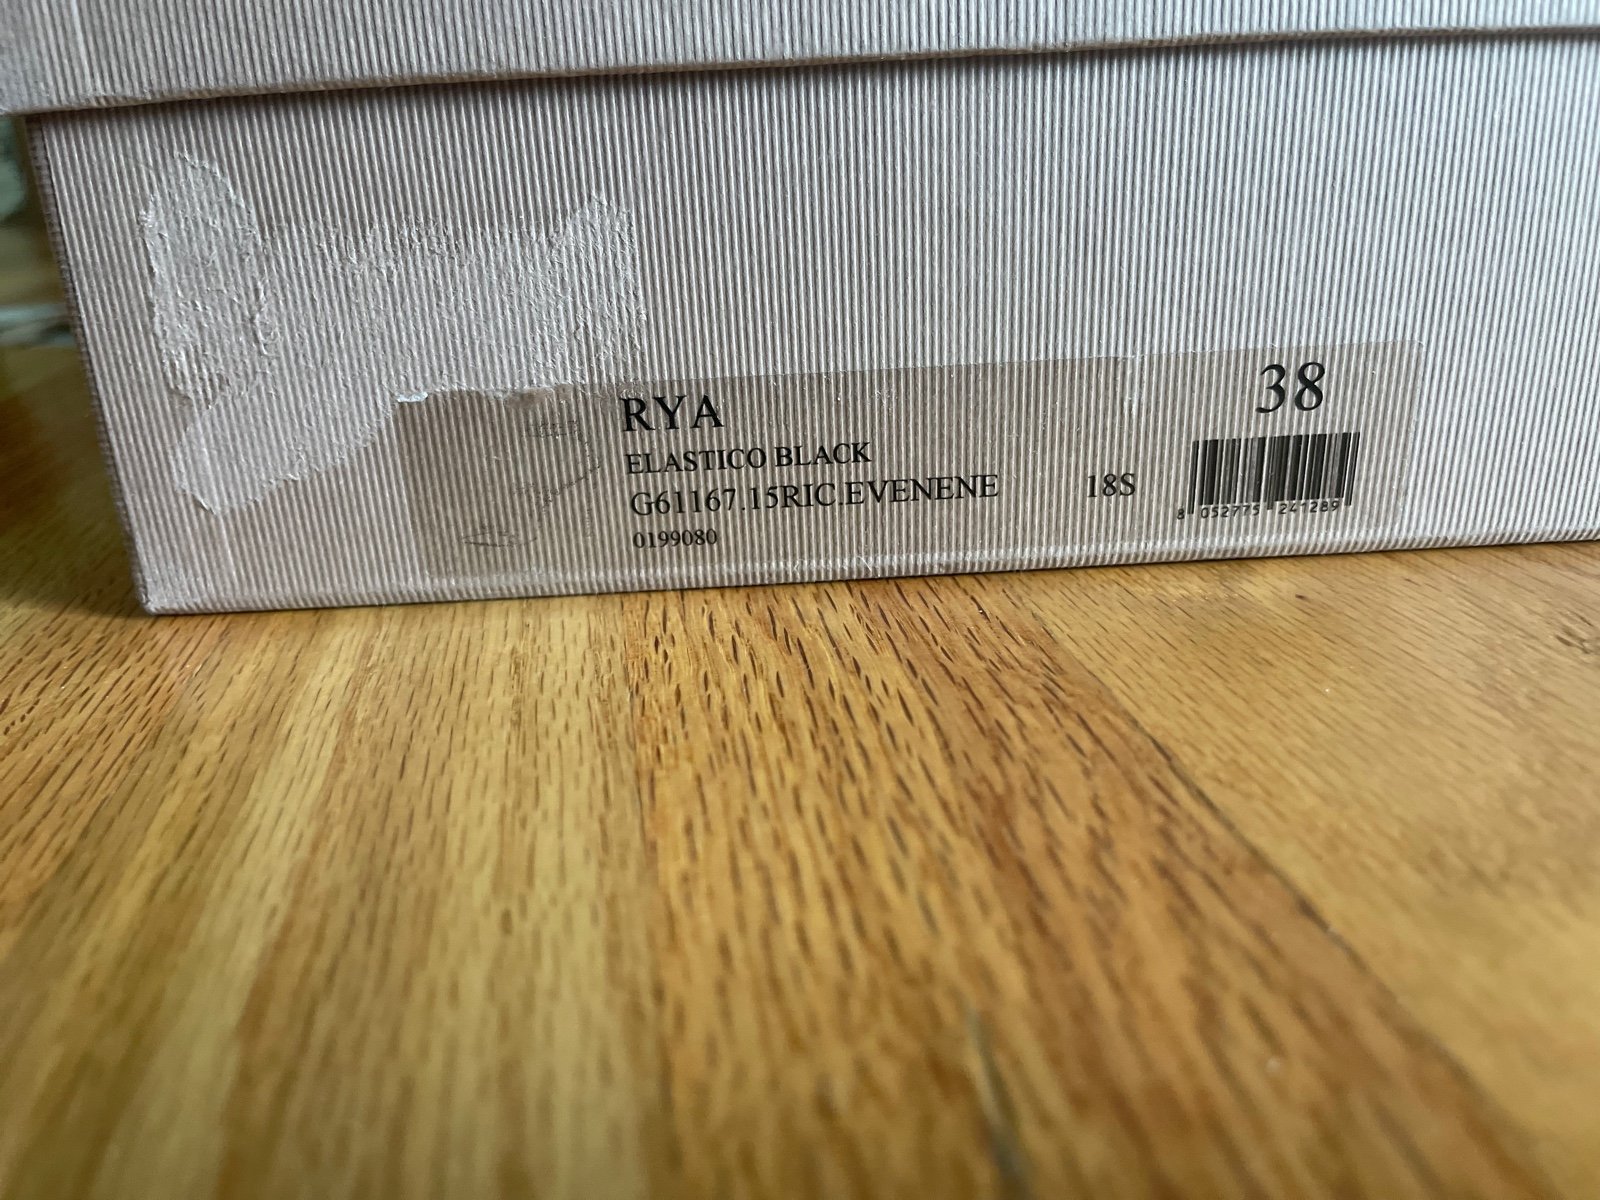 RYA
38
ELASTICO BLACK
G61167.15RIC.EVENENE 18S
0199080
8 052775 241289